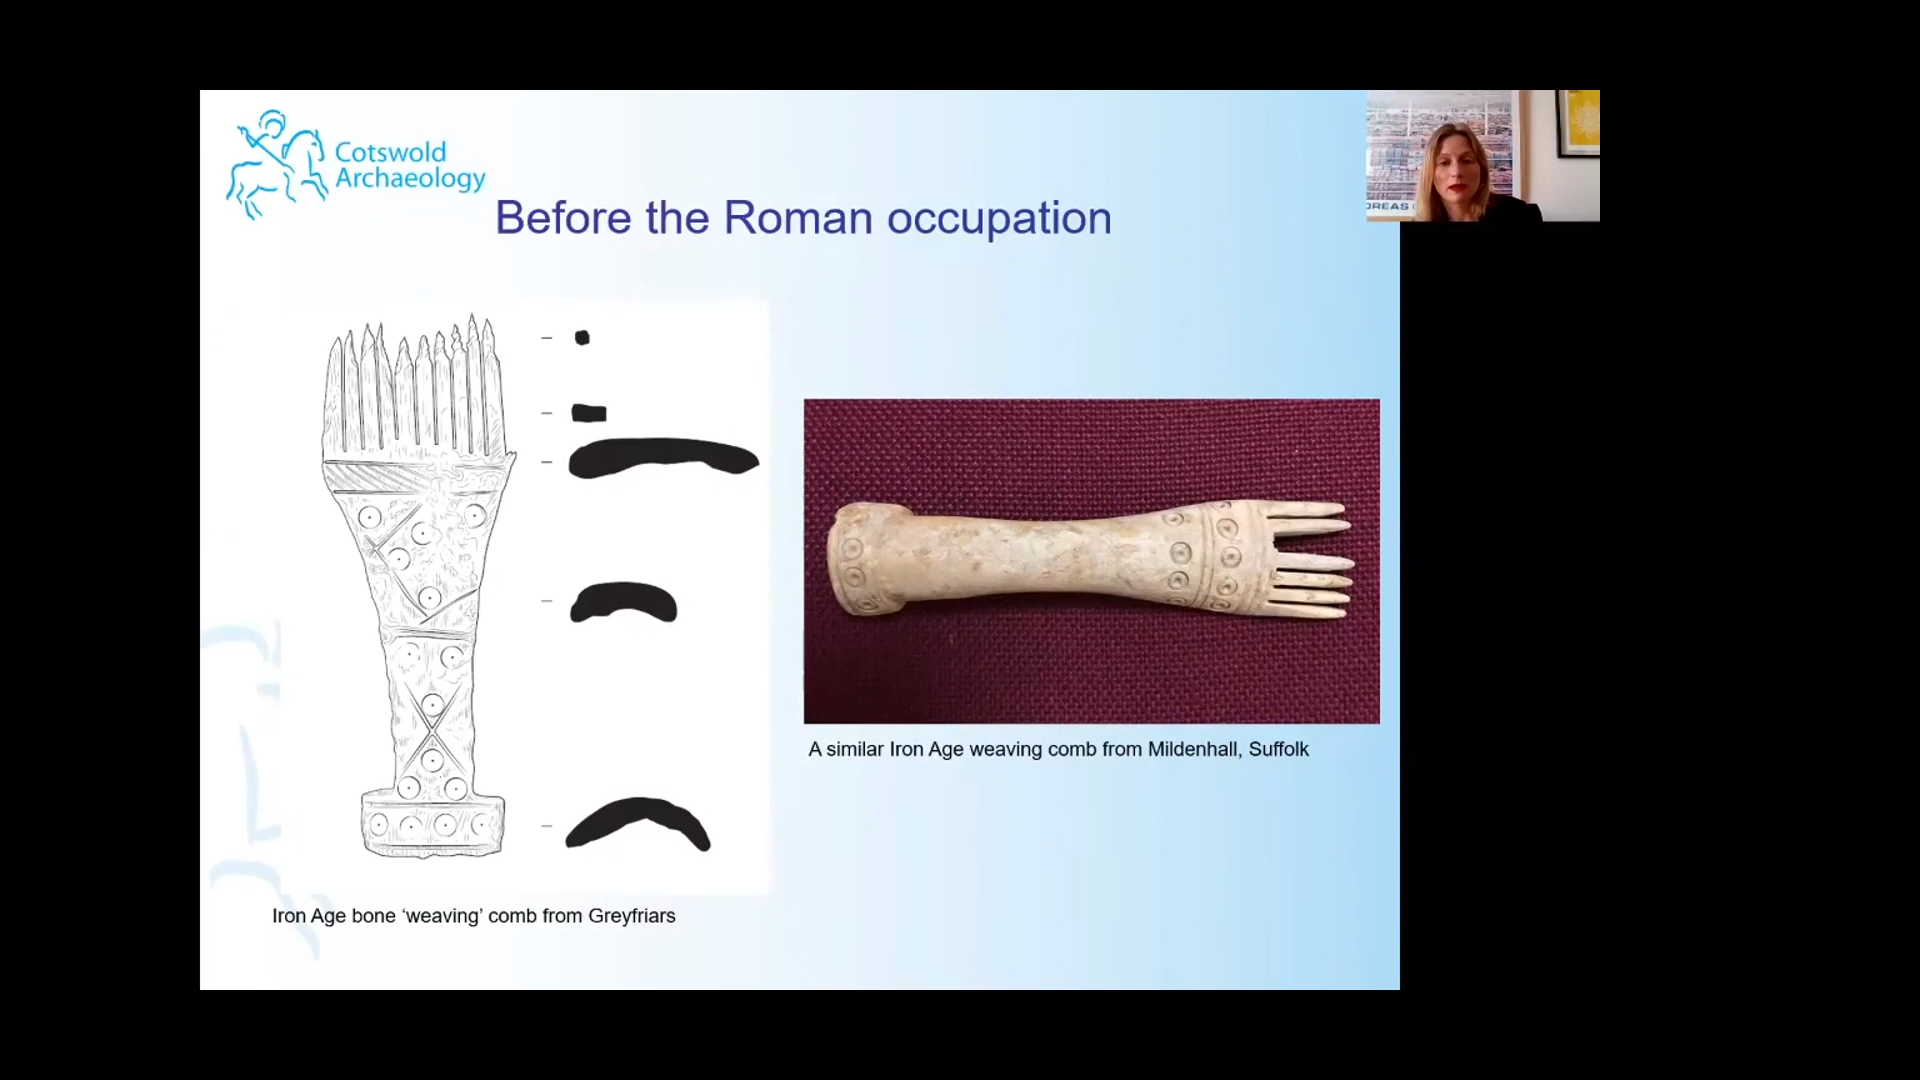 Cotswold
Archaeology
Before the Roman occupation
A similar Iron Age weaving comb from Mildenhall, Suffolk
Iron Age bone ‘weaving’ comb from Greyfriars